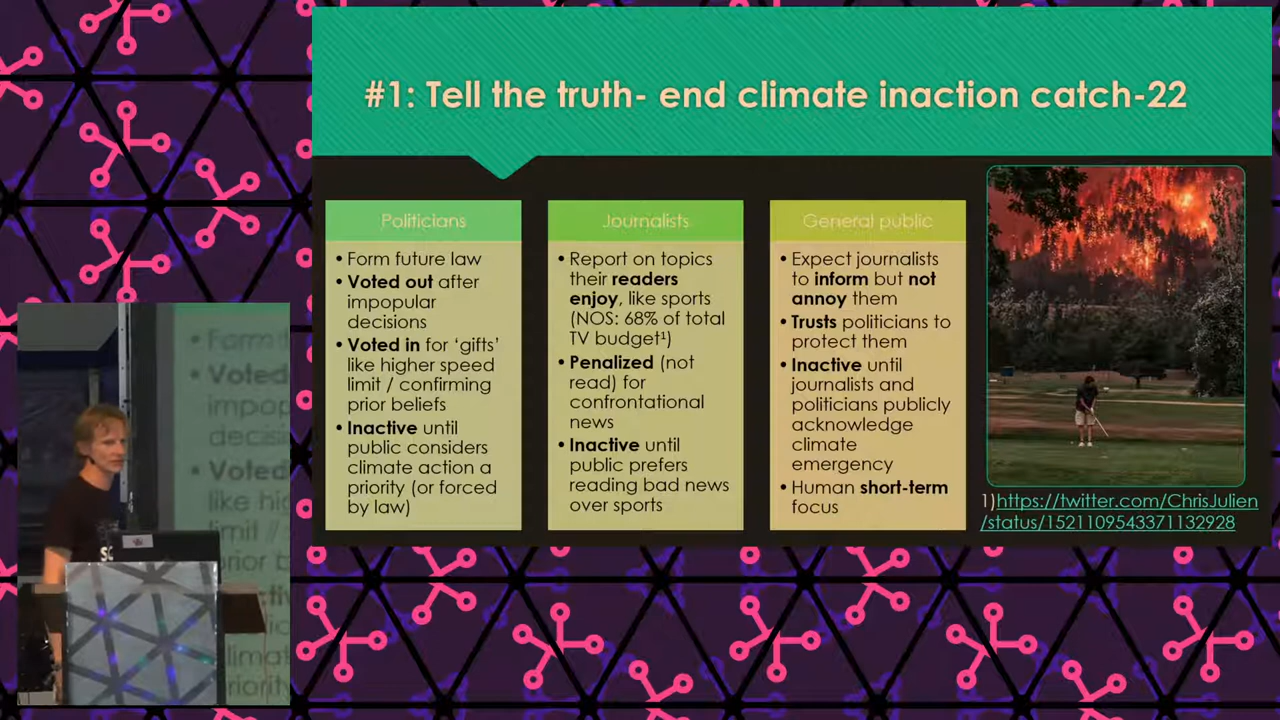 #1: Tell the truth- end climate inaction catch-22
Politicians
• Form future law
• Voted out after
impopular
decisions
• Voted in for ‘gifts’
like higher speed
limit / confirming
prior beliefs
• Inactive until
public considers
climate action a
priority (or forced
by law)
Journalists
• Report on topics
their readers
enjoy, like sports
(NOS: 68% of total
TV budget¹)
• Penalized (not
read) for
confrontational
news
• Inactive until
public prefers
reading bad news
over sports
General public
• Expect journalists
to inform but not
annoy them
• Trusts politicians to
protect them
• Inactive until
journalists and
politicians publicly
acknowledge
climate
emergency
• Human short-term
focus
1)https://twitter.com/ChrisJulien
/status/1521109543371132928